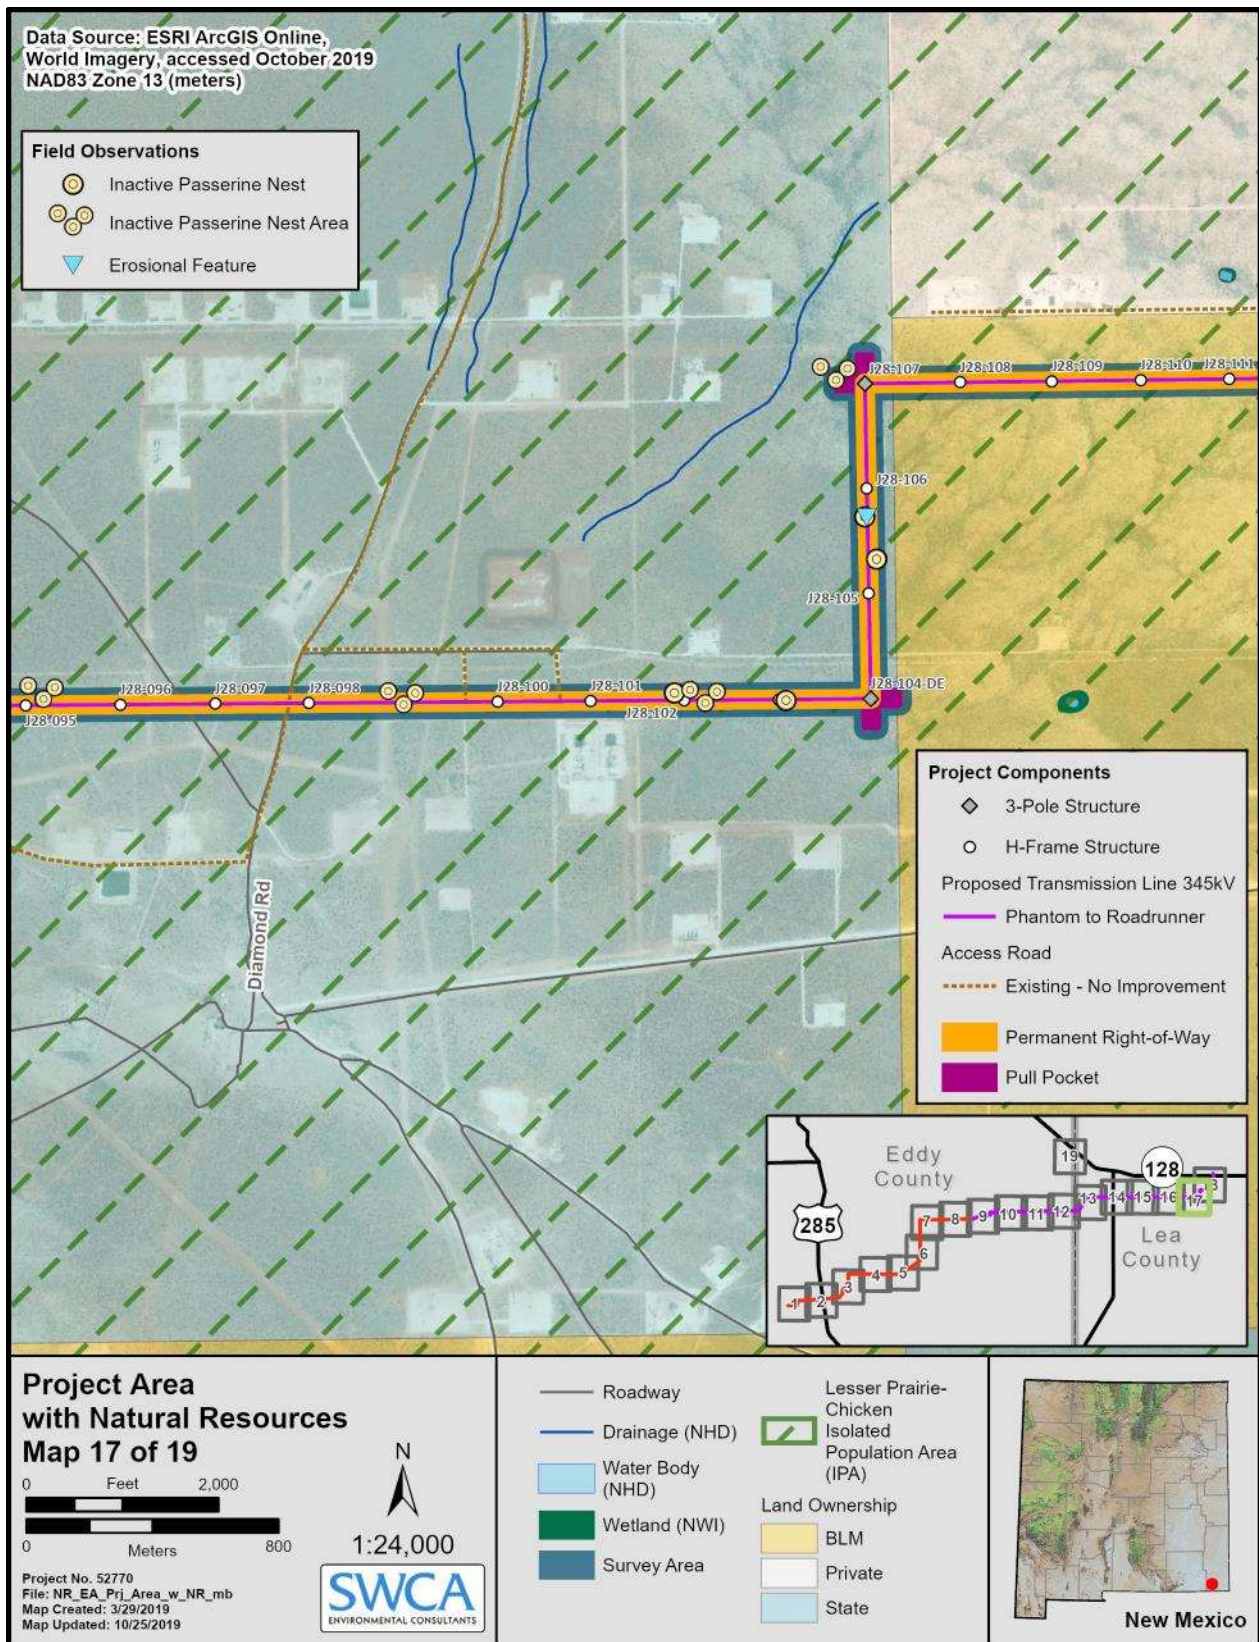 Data Source: ESRI ArcGIS Online,
World Imagery, accessed October 2019
NAD83 Zone 13 (meters)
Field Observations
Inactive Passerine Nest
Inactive Passerine Nest Area
Erosional Feature
J28-107
J28-108
J28-109
J28-110
J28-111
J28-106
J28-105
J28-104-DE
J28-095
J28-096
J28-097
J28-098
J28-100
J28-101
J28-102
Diamond Rd
Project Components
3-Pole Structure
H-Frame Structure
Proposed Transmission Line 345kV
Phantom to Roadrunner
Access Road
Existing - No Improvement
Permanent Right-of-Way
Pull Pocket
Eddy
County
285
128
Lea
County
1
2
3
4
5
6
7
8
9
10
11
12
13
14
15
16
17
19
Project Area
with Natural Resources
Map 17 of 19
0 Feet 2,000
0 Meters 800
N
1:24,000
Project No. 52770
File: NR_EA_Prj_Area_w_NR_mb
Map Created: 3/29/2019
Map Updated: 10/25/2019
SWCA
ENVIRONMENTAL CONSULTANTS
Roadway
Drainage (NHD)
Water Body
(NHD)
Wetland (NWI)
Survey Area
Lesser Prairie-
Chicken
Isolated
Population Area
(IPA)
Land Ownership
BLM
Private
State
New Mexico